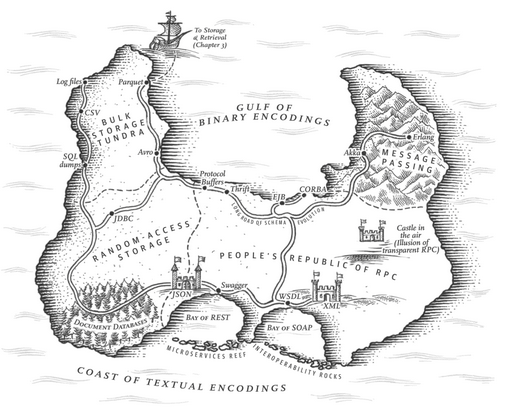 To Storage
& Retrieval
(Chapter 3)
Log files
Parquet
CSV
BULK
STORAGE
TUNDRA
GULF OF
BINARY ENCODINGS
Erlang
Akka
MESSAGE
PASSING
SQL
dumps
Avro
Protocol
Buffers
Thrift
EJB
CORBA
LONG ROAD OF SCHEMA EVOLUTION
JDBC
RANDOM-ACCESS
STORAGE
Castle in
the air
(Illusion of
transparent RPC)
PEOPLE'S REPUBLIC OF RPC
JSON
Swagger
WSDL
XML
DOCUMENT DATABASES
BAY OF REST
BAY OF SOAP
MICROSERVICES REEF
INTEROPERABILITY ROCKS
COAST OF TEXTUAL ENCODINGS